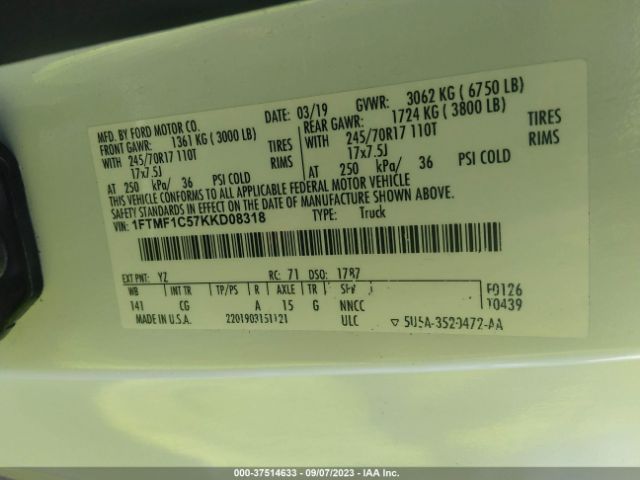 MFD. BY FORD MOTOR CO. DATE: 03/19 GVWR: 3062 KG ( 6750 LB)
FRONT GAWR: 1361 KG ( 3000 LB) REAR GAWR: 1724 KG ( 3800 LB)
WITH 245/70R17 110T TIRES WITH 245/70R17 110T TIRES
17x7.5J RIMS 17x7.5J RIMS
AT 250 kPa/ 36 PSI COLD AT 250 kPa/ 36 PSI COLD
THIS VEHICLE CONFORMS TO ALL APPLICABLE FEDERAL MOTOR VEHICLE
SAFETY STANDARDS IN EFFECT ON THE DATE OF MANUFACTURE SHOWN ABOVE.
VIN: 1FTMF1C57KKD08318 TYPE: Truck
EXT PNT: YZ RC: 71 DSO: 1787
WB INT TR TP/PS R AXLE TR F0126
141 CG A 15 G NNCC T0439
MADE IN U.S.A. 2201903151121 ULC ▽ 5U5A-3520472-AA
000-37514633 - 09/07/2023 - IAA Inc.